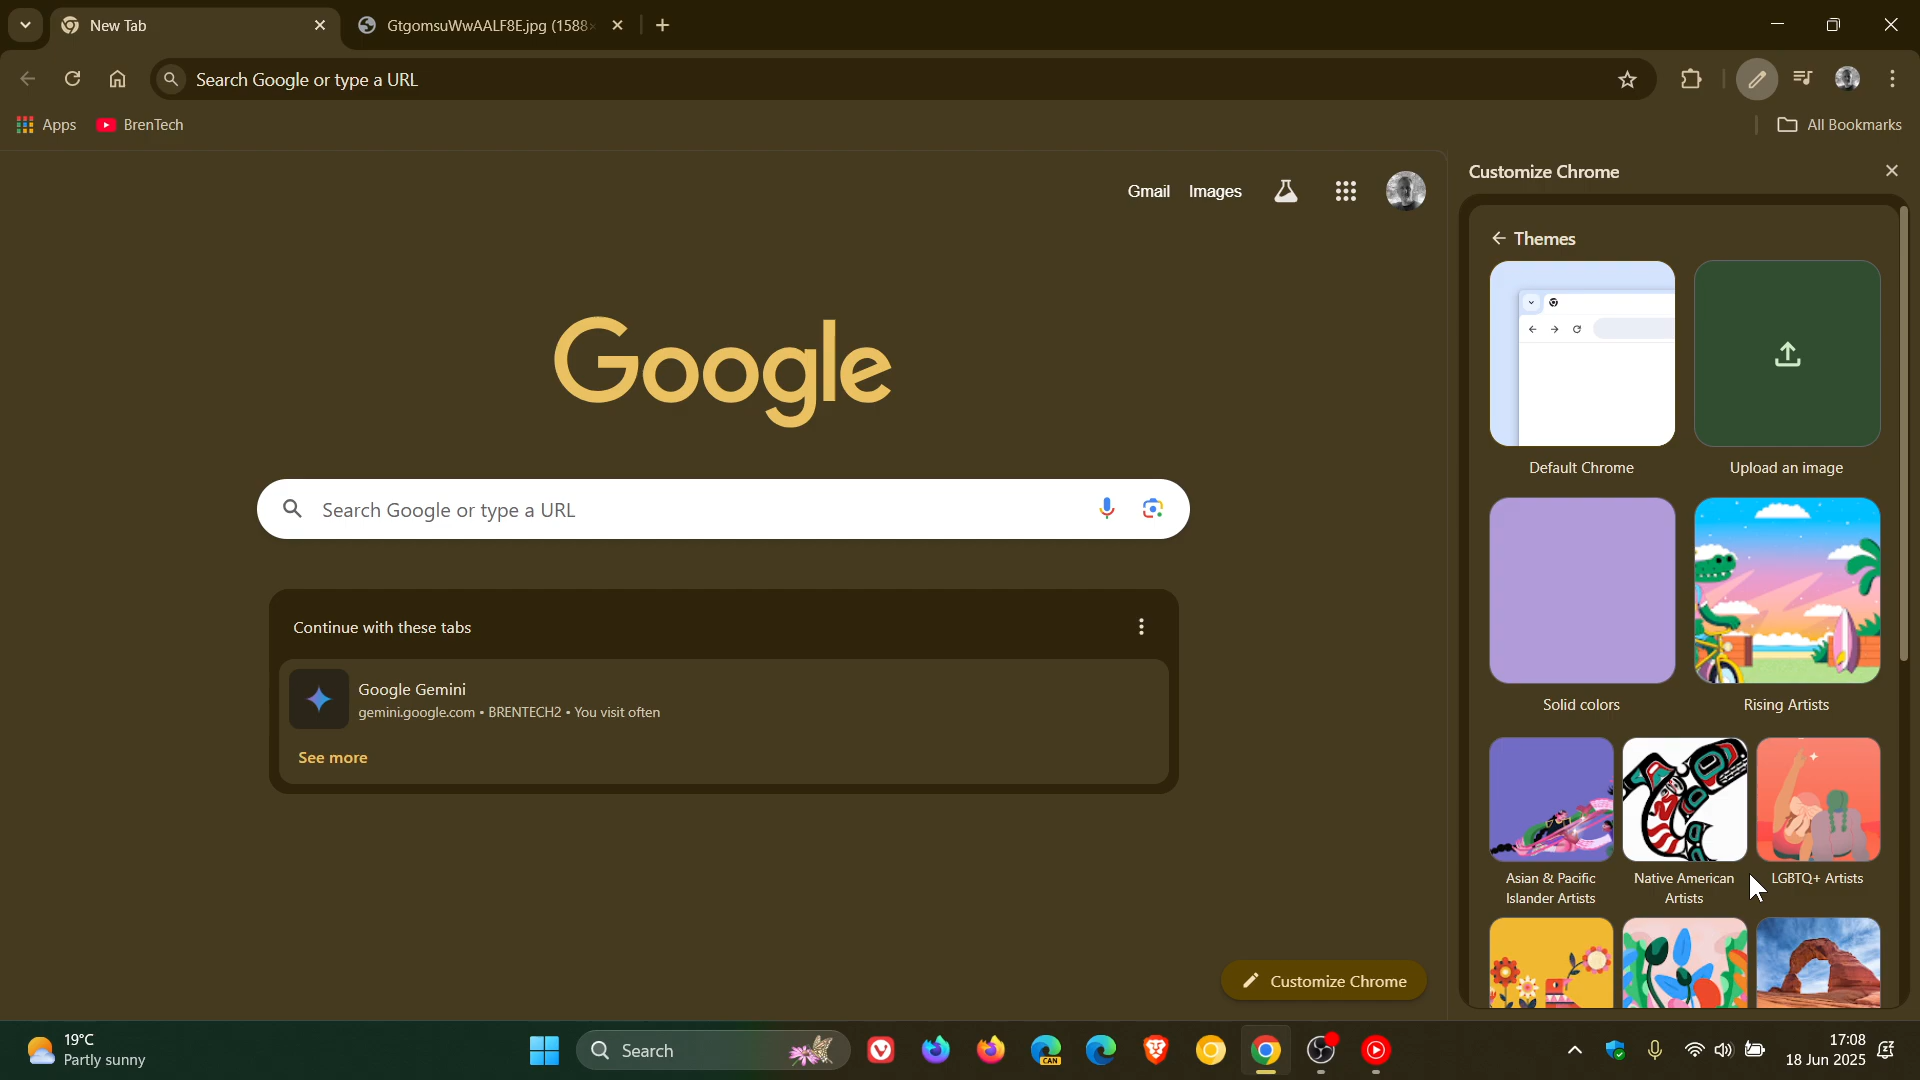 New Tab
GtgomsuWwAALF8E.jpg (1588×
Search Google or type a URL
Apps
BrenTech
All Bookmarks
Gmail
Images
Customize Chrome
Themes
Default Chrome
Upload an image
Google
Search Google or type a URL
Solid colors
Rising Artists
Continue with these tabs
Google Gemini
gemini.google.com • BRENTECH2 • You visit often
See more
Asian & Pacific
Islander Artists
Native American
Artists
LGBTQ+ Artists
Customize Chrome
19°C
Partly sunny
Search
CAN
17:08
18 Jun 2025